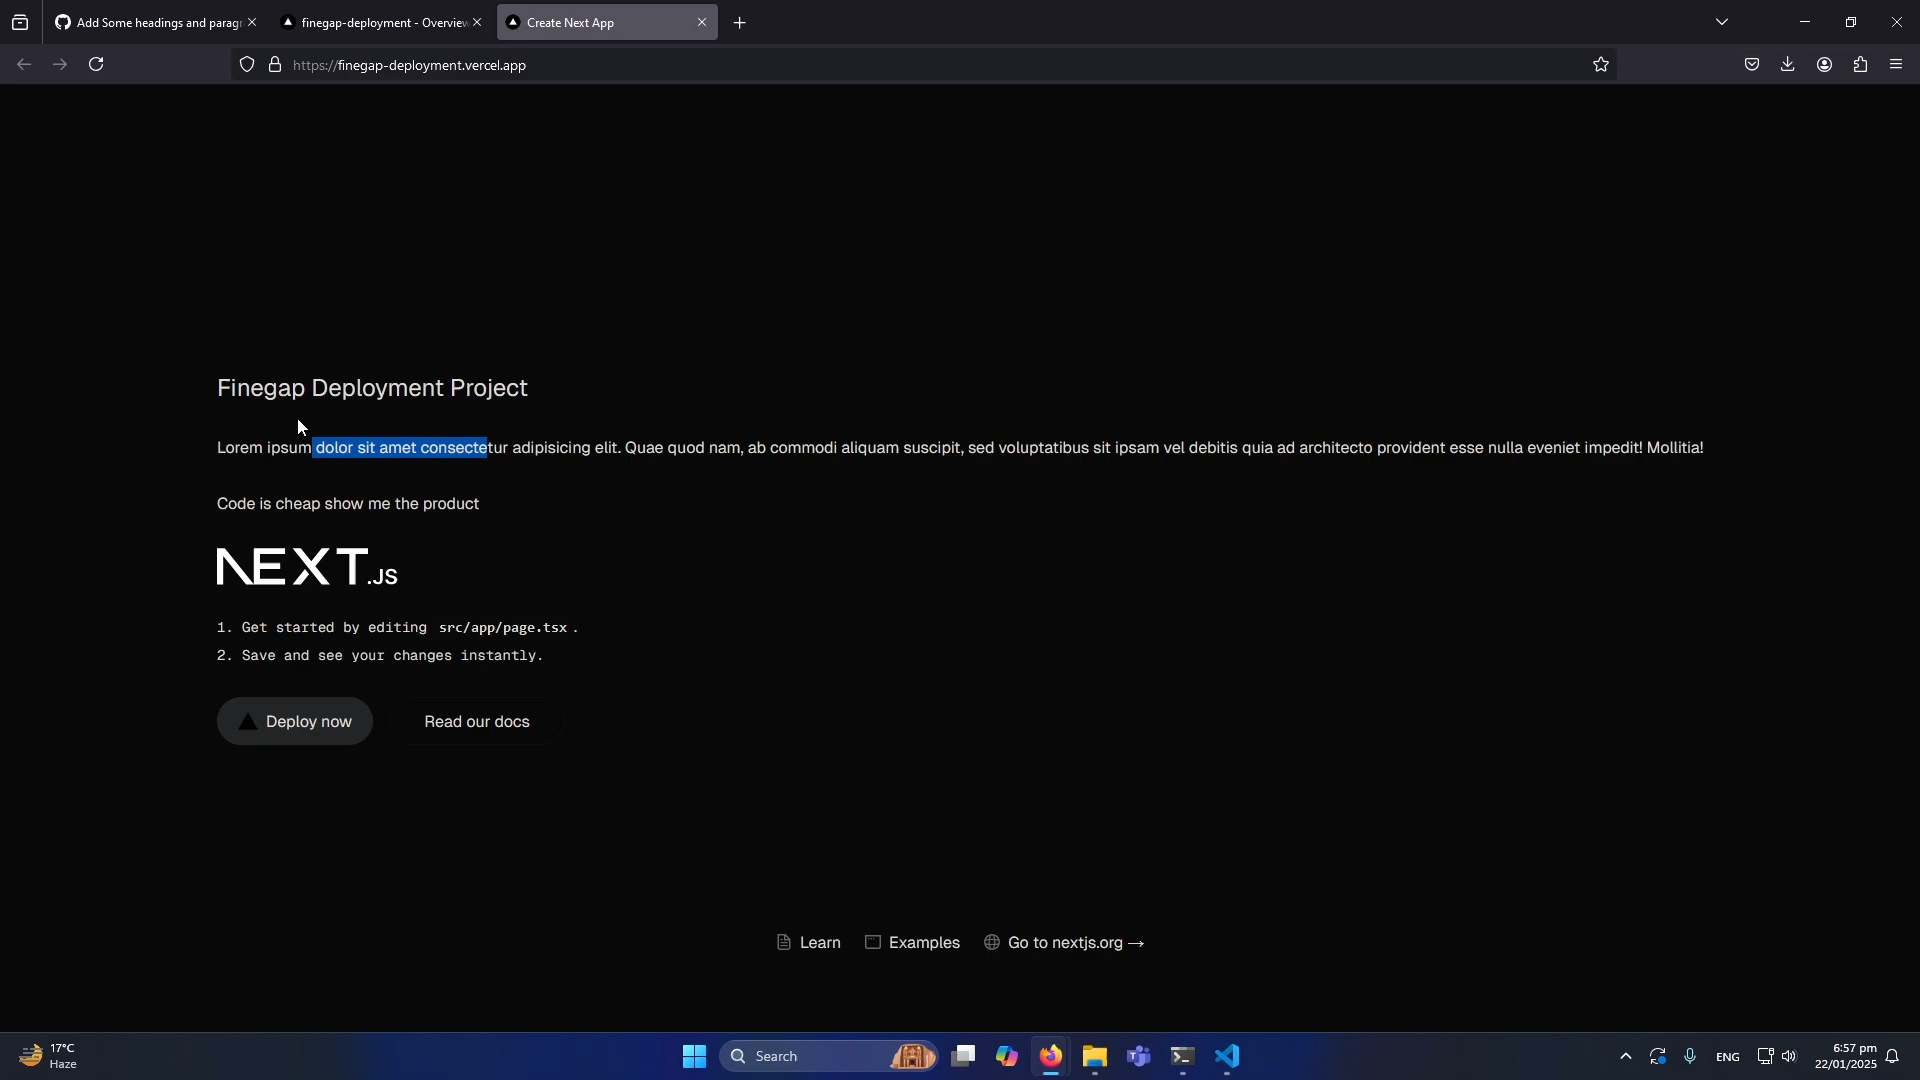 Add Some headings and paragr
finegap-deployment - Overview
Create Next App
https://finegap-deployment.vercel.app
Finegap Deployment Project
Lorem ipsum dolor sit amet consectetur adipisicing elit. Quae quod nam, ab commodi aliquam suscipit, sed voluptatibus sit ipsam vel debitis quia ad architecto provident esse nulla eveniet impedit! Mollitia!
Code is cheap show me the product
NEXT.JS
1. Get started by editing src/app/page.tsx.
2. Save and see your changes instantly.
Deploy now
Read our docs
Learn
Examples
Go to nextjs.org →
17°C
Haze
Search
ENG
6:57 pm
22/01/2025